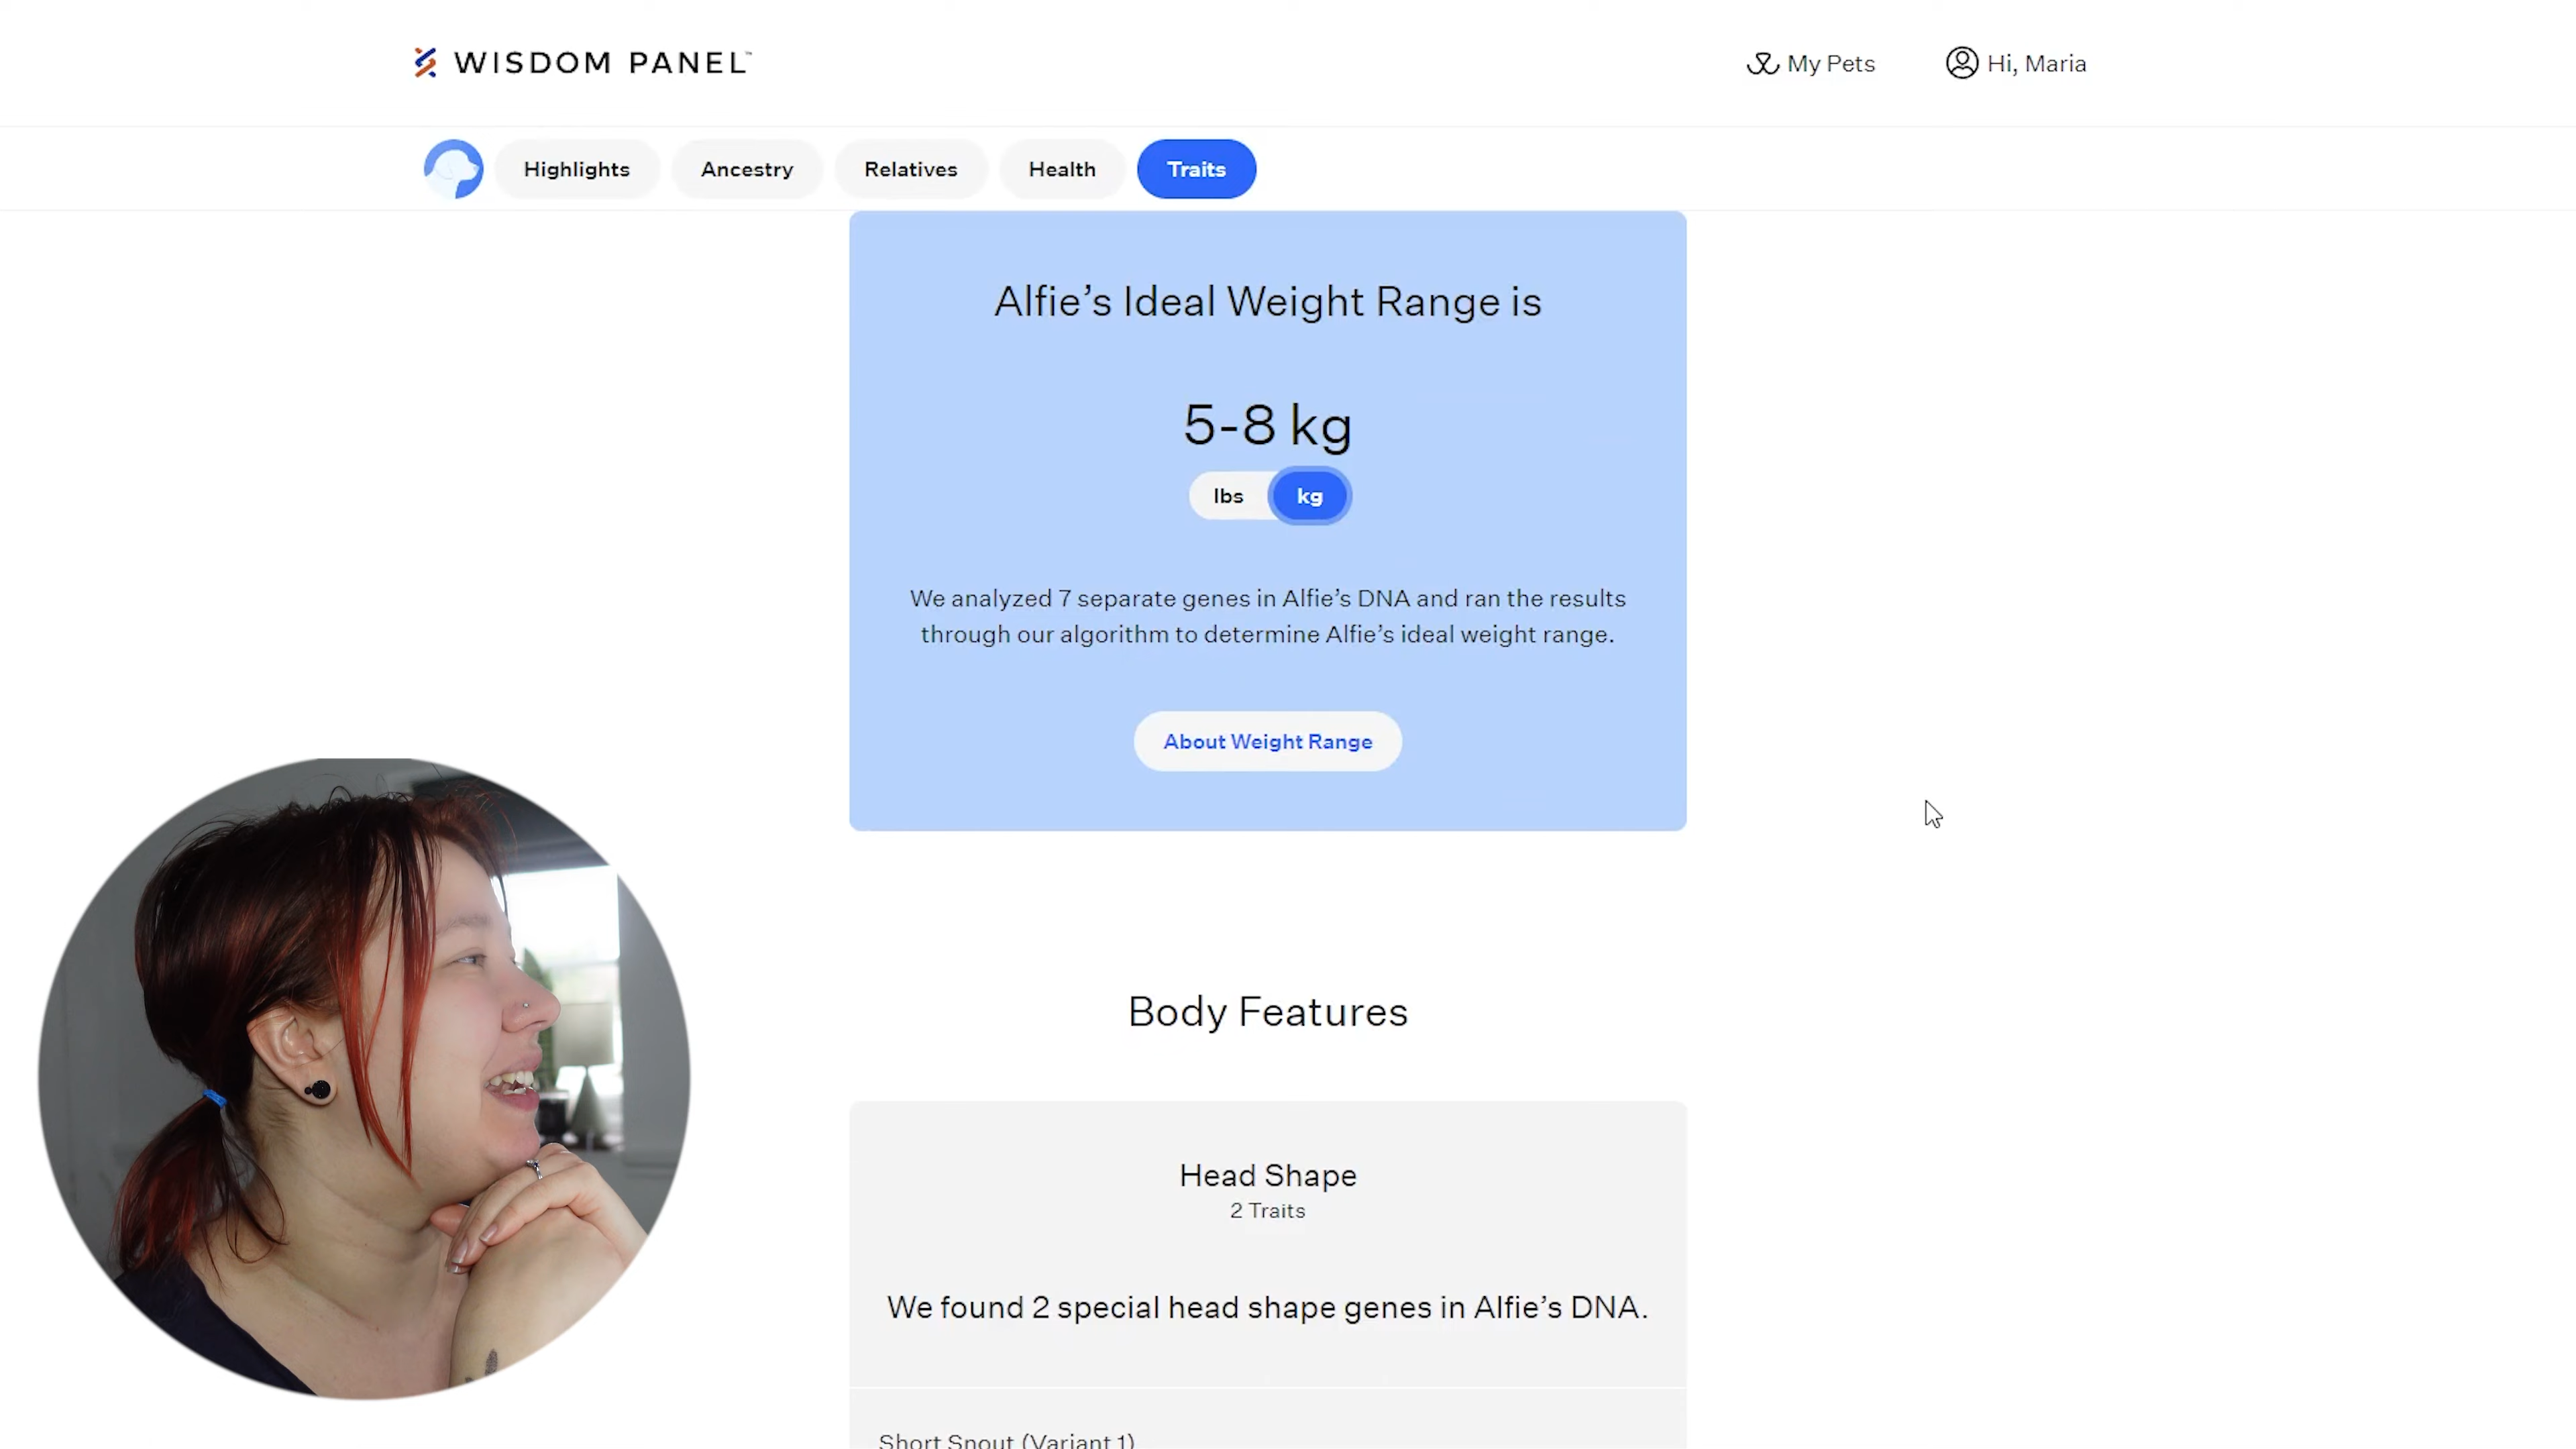 WISDOM PANEL™
My Pets
Hi, Maria
Highlights
Ancestry
Relatives
Health
Traits
Alfie’s Ideal Weight Range is
5-8 kg
lbs
kg
We analyzed 7 separate genes in Alfie’s DNA and ran the results
through our algorithm to determine Alfie’s ideal weight range.
About Weight Range
Body Features
Head Shape
2 Traits
We found 2 special head shape genes in Alfie’s DNA.
Short Snout (Variant 1)